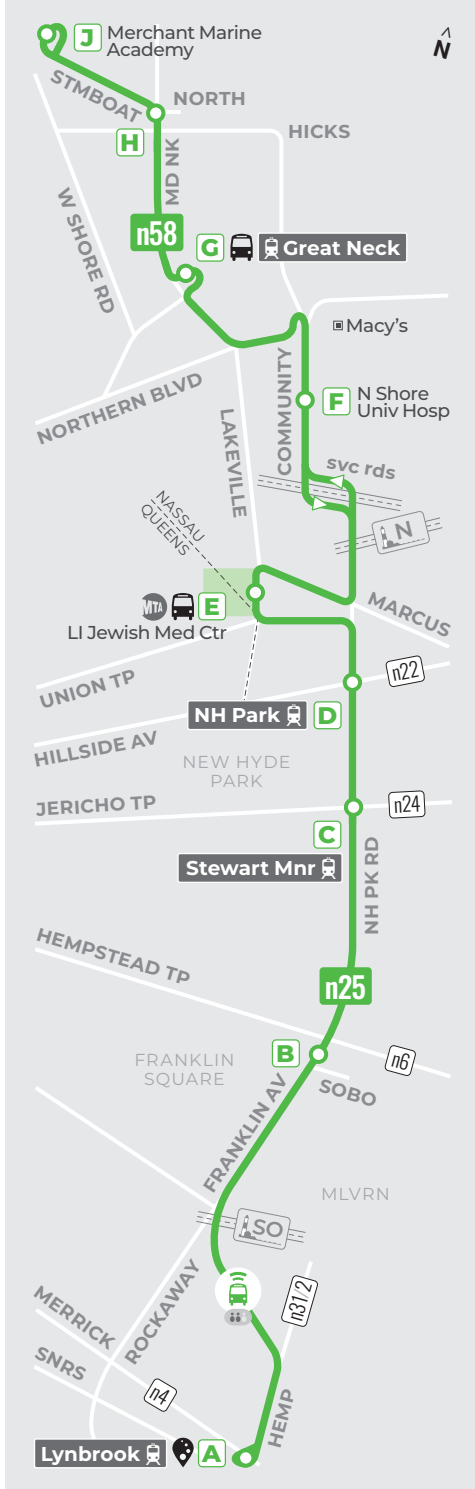 J Merchant Marine
Academy
N
STMBOAT
NORTH
H
HICKS
MD NK
W SHORE RD
n58
G Great Neck
Macy's
COMMUNITY
F N Shore
Univ Hosp
NORTHERN BLVD
LAKEVILLE
svc rds
NASSAU
QUEENS
N
MTA E
LI Jewish Med Ctr
MARCUS
UNION TP
n22
NH Park D
HILLSIDE AV
NEW HYDE
PARK
JERICHO TP
n24
C
Stewart Mnr
NH PK RD
HEMPSTEAD TP
n25
B
n6
FRANKLIN
SQUARE
SOBO
FRANKLIN AV
MLVRN
SO
n31/2
MERRICK
ROCKAWAY
SNRS
n4
HEMP
Lynbrook A